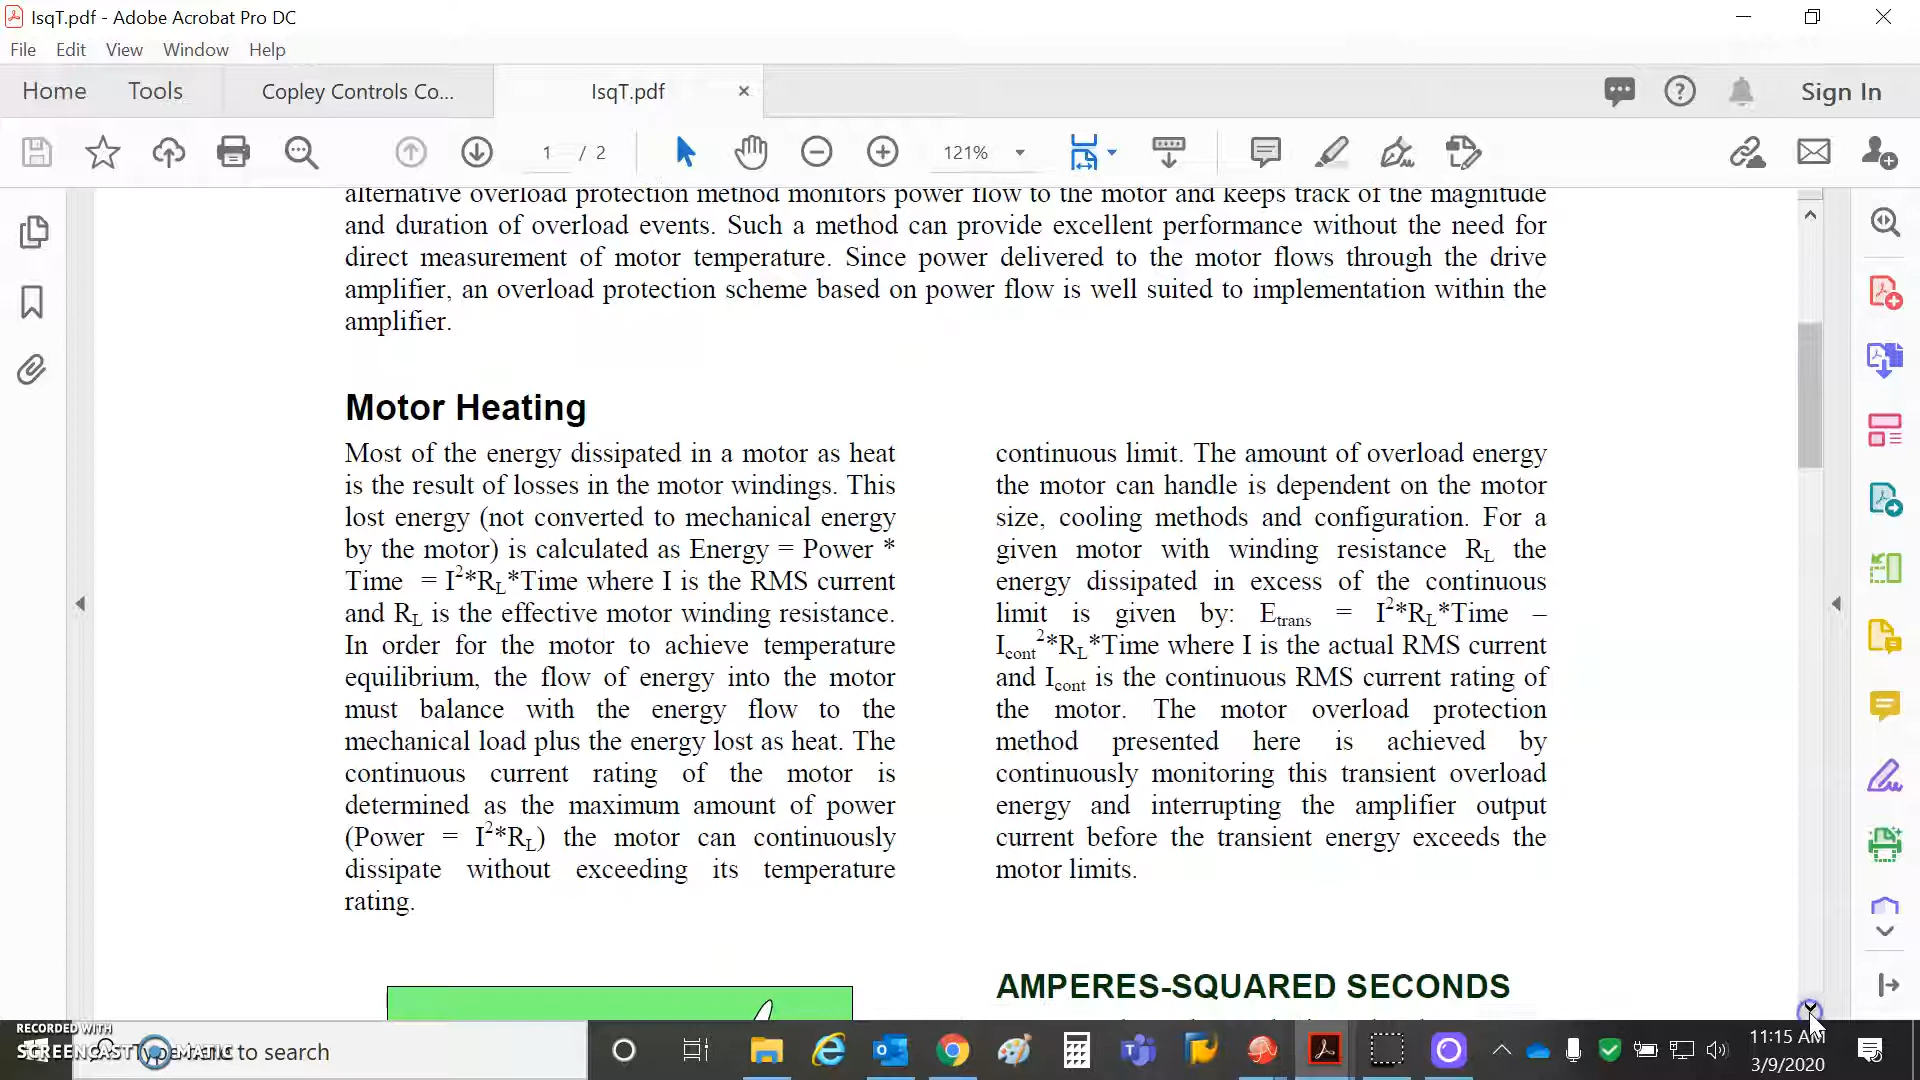 IsqT.pdf - Adobe Acrobat Pro DC
File Edit View Window Help
Home Tools Copley Controls Co... IsqT.pdf × Sign In
1 / 2 121%
alternative overload protection method monitors power flow to the motor and keeps track of the magnitude
and duration of overload events. Such a method can provide excellent performance without the need for
direct measurement of motor temperature. Since power delivered to the motor flows through the drive
amplifier, an overload protection scheme based on power flow is well suited to implementation within the
amplifier.
Motor Heating
Most of the energy dissipated in a motor as heat
is the result of losses in the motor windings. This
lost energy (not converted to mechanical energy
by the motor) is calculated as Energy = Power *
Time = I²*R_L*Time where I is the RMS current
and R_L is the effective motor winding resistance.
In order for the motor to achieve temperature
equilibrium, the flow of energy into the motor
must balance with the energy flow to the
mechanical load plus the energy lost as heat. The
continuous current rating of the motor is
determined as the maximum amount of power
(Power = I²*R_L) the motor can continuously
dissipate without exceeding its temperature
rating.
continuous limit. The amount of overload energy
the motor can handle is dependent on the motor
size, cooling methods and configuration. For a
given motor with winding resistance R_L the
energy dissipated in excess of the continuous
limit is given by: E_trans = I²*R_L*Time –
I_cont²*R_L*Time where I is the actual RMS current
and I_cont is the continuous RMS current rating of
the motor. The motor overload protection
method presented here is achieved by
continuously monitoring this transient overload
energy and interrupting the amplifier output
current before the transient energy exceeds the
motor limits.
AMPERES-SQUARED SECONDS
RECORDED WITH
SCREENCAST MATIC
Type here to search
11:15 AM
3/9/2020